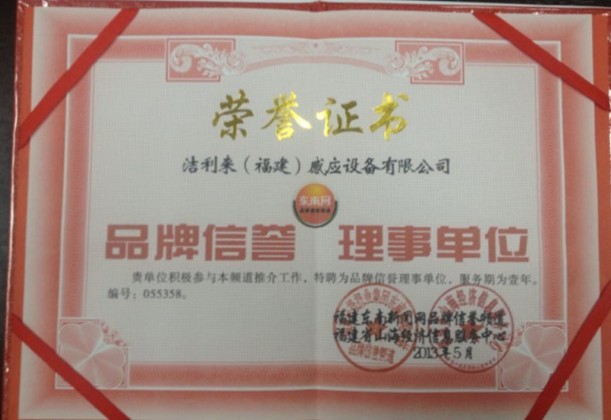 荣誉证书
洁利来（福建）感应设备有限公司
东南网
品牌信誉 理事单位
贵单位积极参与本频道推介工作，特聘为品牌信誉理事单位，服务期为壹年。
编号：055358。
福建东南新闻网品牌信誉频道
福建省山海经济信息服务中心
2013年5月